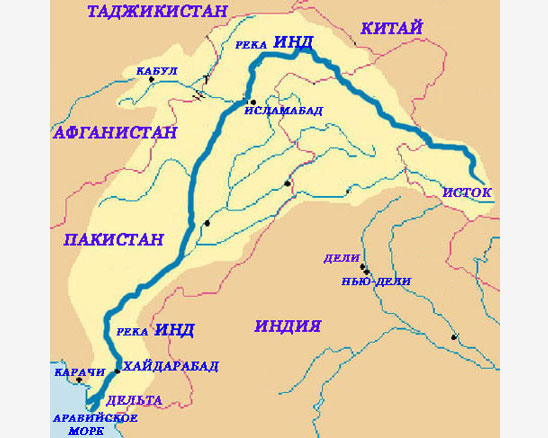 ТАДЖИКИСТАН
КИТАЙ
РЕКА ИНД
КАБУЛ
ИСЛАМАБАД
АФГАНИСТАН
ИСТОК
ПАКИСТАН
ДЕЛИ
НЬЮ-ДЕЛИ
РЕКА ИНД
ИНДИЯ
ХАЙДАРАБАД
КАРАЧИ
ДЕЛЬТА
АРАВИЙСКОЕ
МОРЕ